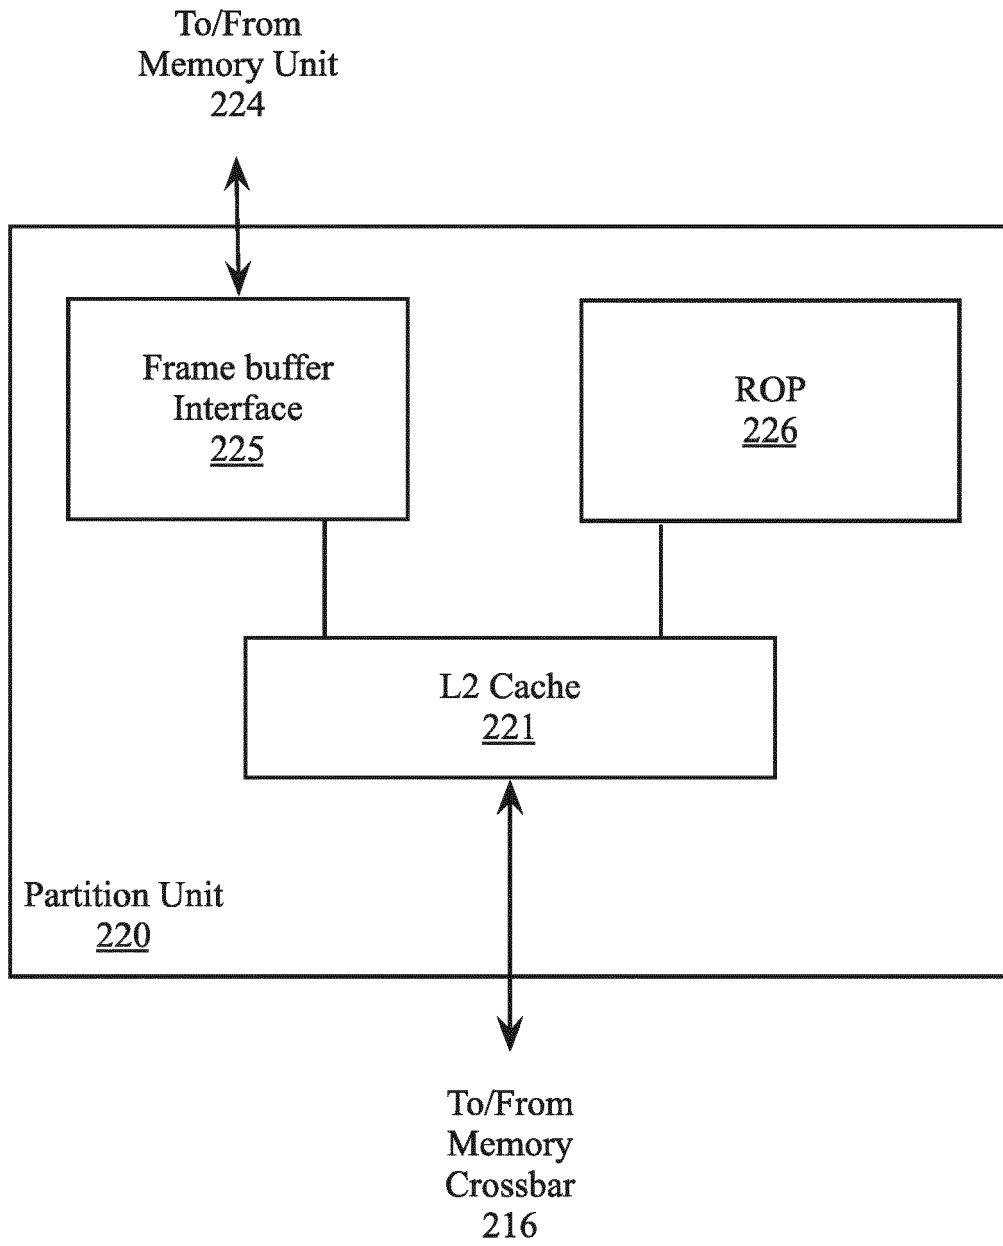 To/From
Memory Unit
224
Frame buffer
Interface
225
ROP
226
L2 Cache
221
Partition Unit
220
To/From
Memory
Crossbar
216